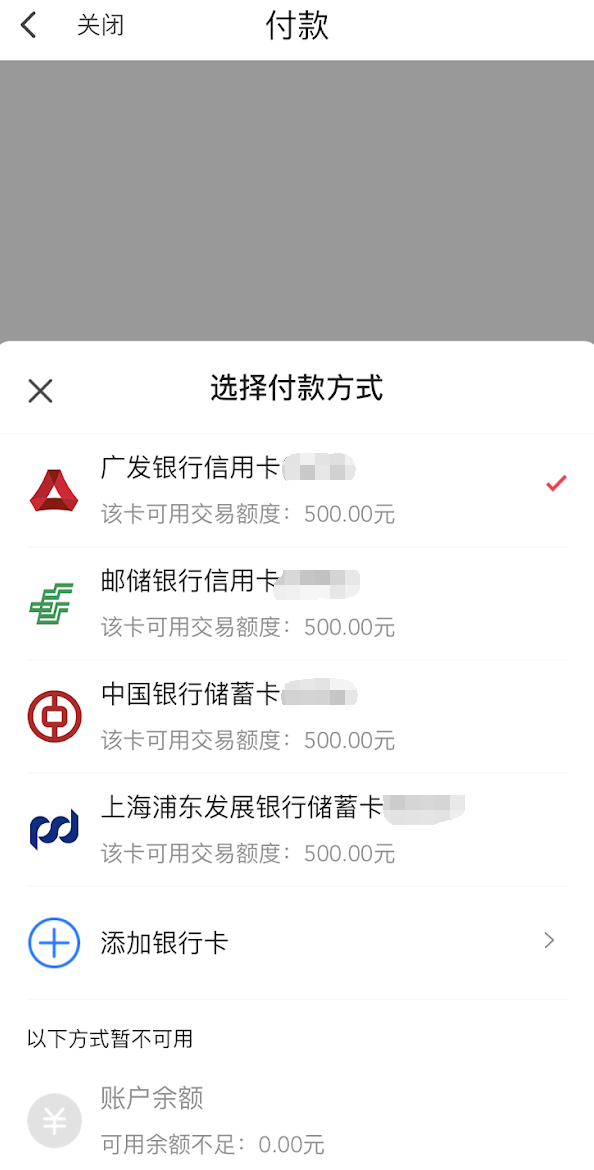 关闭
付款
选择付款方式
广发银行信用卡
该卡可用交易额度：500.00元
邮储银行信用卡
该卡可用交易额度：500.00元
中国银行储蓄卡
该卡可用交易额度：500.00元
上海浦东发展银行储蓄卡
该卡可用交易额度：500.00元
添加银行卡
以下方式暂不可用
账户余额
可用余额不足：0.00元